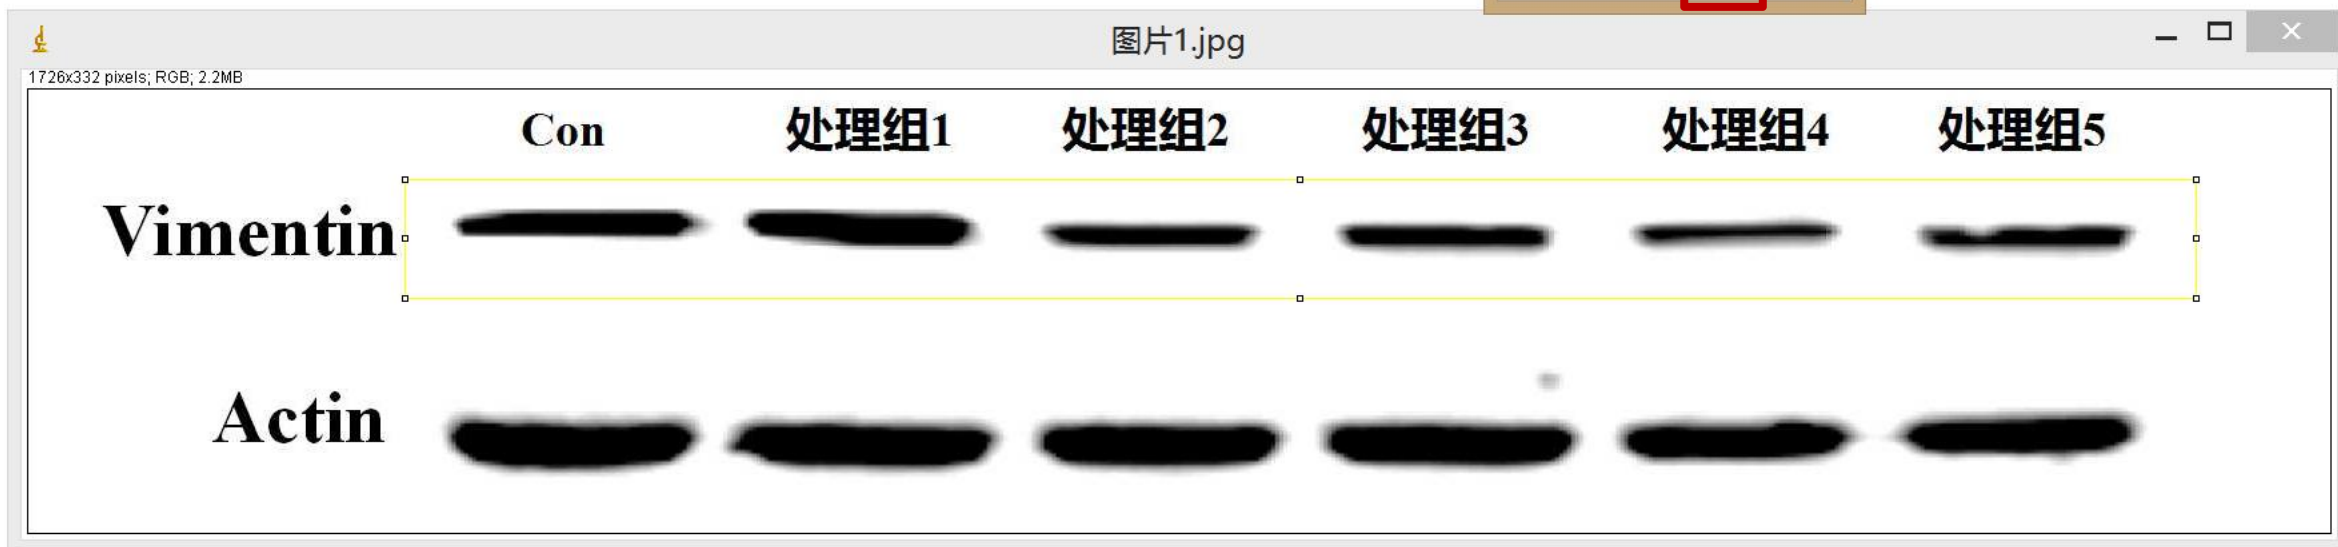 图片1.jpg
1726x332 pixels; RGB; 2.2MB
Con 处理组1 处理组2 处理组3 处理组4 处理组5
Vimentin
Actin